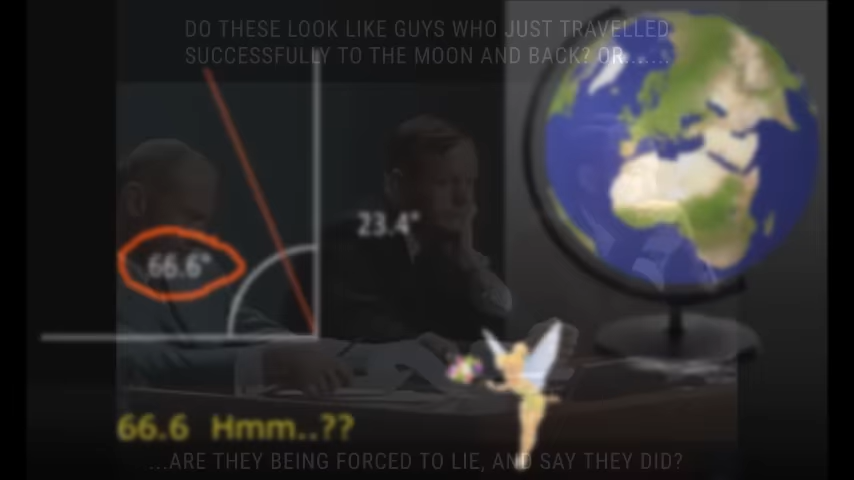 DO THESE LOOK LIKE GUYS WHO JUST TRAVELLED
SUCCESSFULLY TO THE MOON AND BACK? OR.......
23.4°
66.6°
66.6 Hmm..??
...ARE THEY BEING FORCED TO LIE, AND SAY THEY DID?